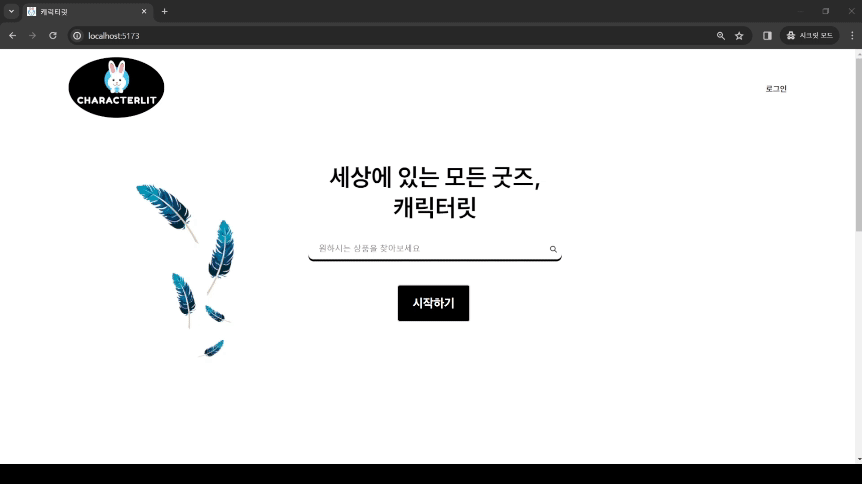 캐릭터릿
localhost:5173
시크릿 모드
CHARACTERLIT
로그인
세상에 있는 모든 굿즈,
캐릭터릿
원하시는 상품을 찾아보세요
시작하기